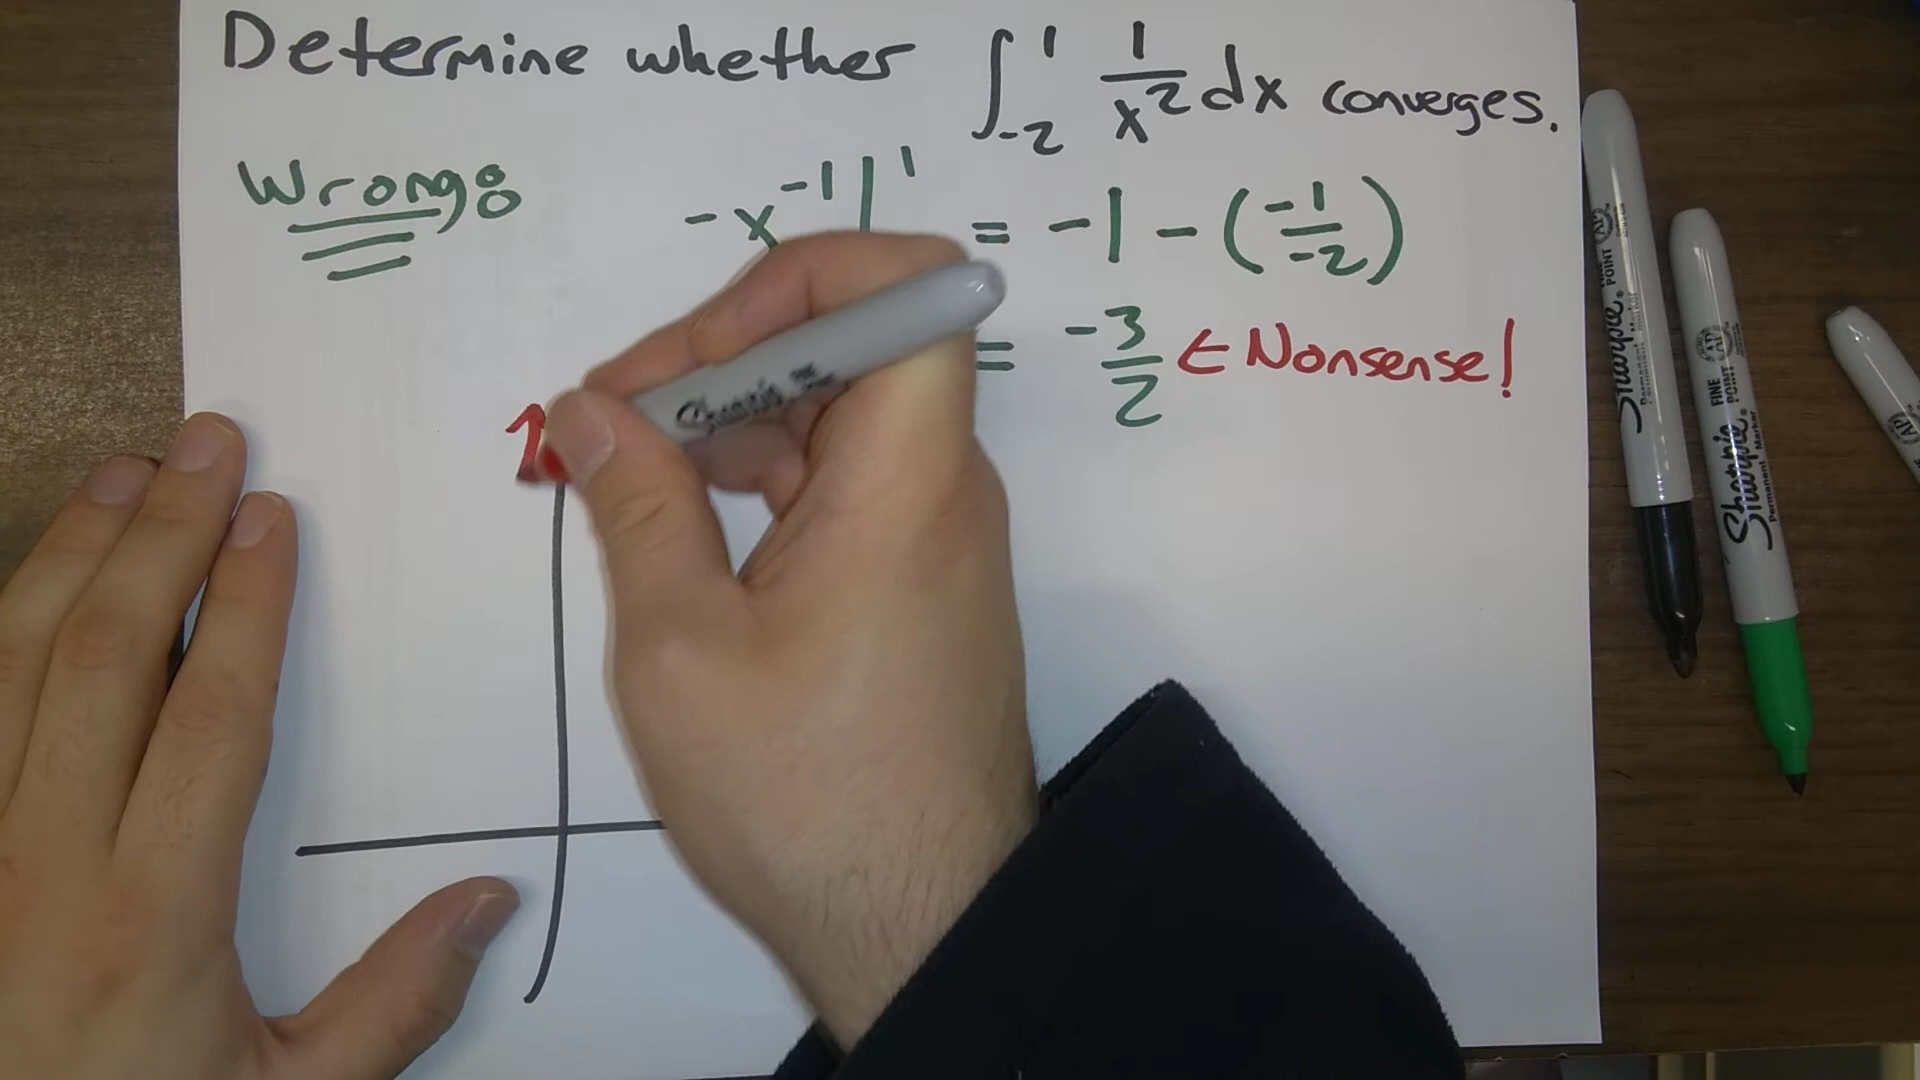 Determine whether ∫₋₂¹ 1/x² dx converges.
Wrong: -x⁻¹|¹ = -1 - (-1/-2)
= -3/2 ← Nonsense!
Sharpie
Sharpie FINE POINT
Permanent Marker
Sharpie